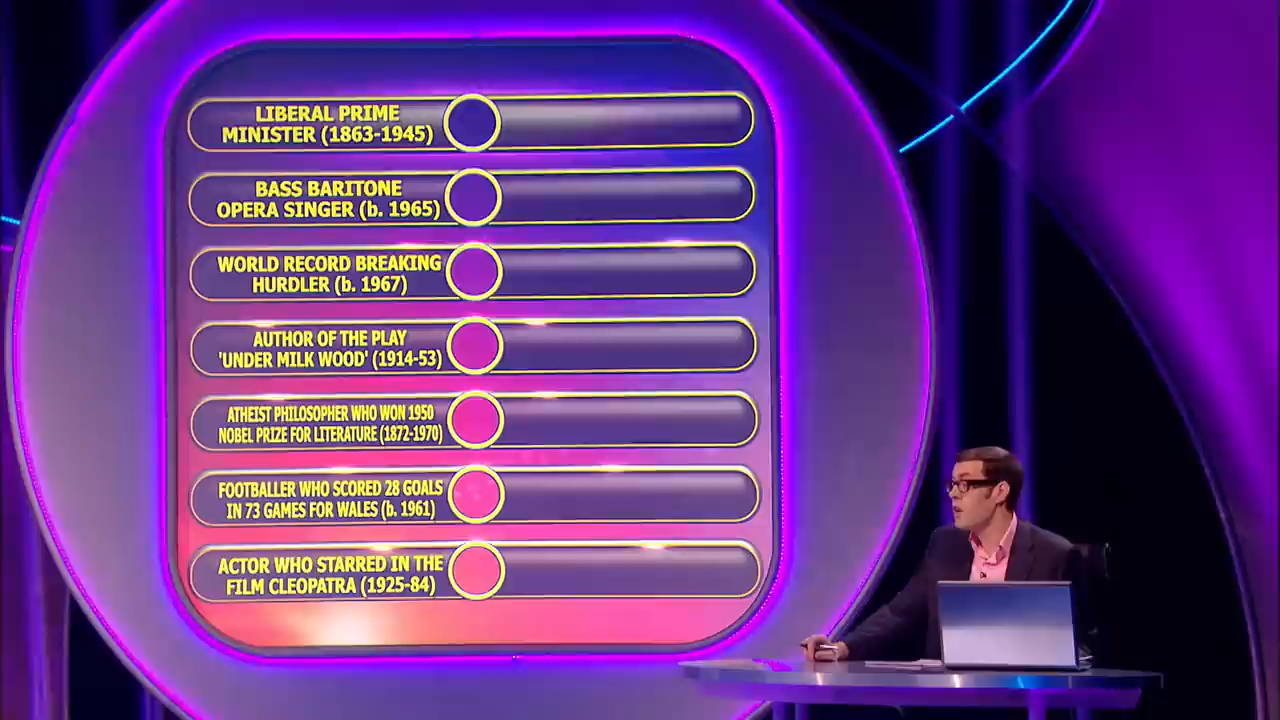 LIBERAL PRIME
MINISTER (1863-1945)
BASS BARITONE
OPERA SINGER (b. 1965)
WORLD RECORD BREAKING
HURDLER (b. 1967)
AUTHOR OF THE PLAY
'UNDER MILK WOOD' (1914-53)
ATHEIST PHILOSOPHER WHO WON 1950
NOBEL PRIZE FOR LITERATURE (1872-1970)
FOOTBALLER WHO SCORED 28 GOALS
IN 73 GAMES FOR WALES (b. 1961)
ACTOR WHO STARRED IN THE
FILM CLEOPATRA (1925-84)